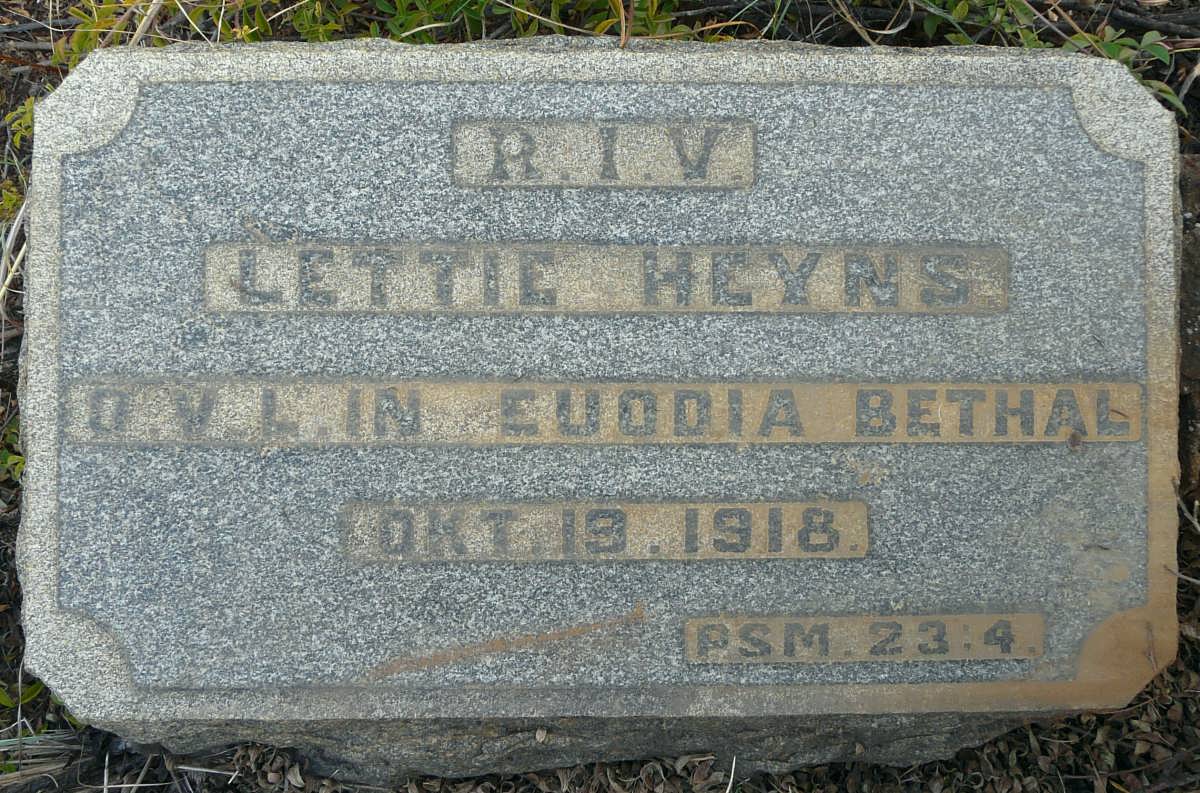 R.I.V.
LETTIE HEYNS.
O.V.L. IN EUODIA BETHAL
OKT. 19. 1918.
PSM. 23:4.